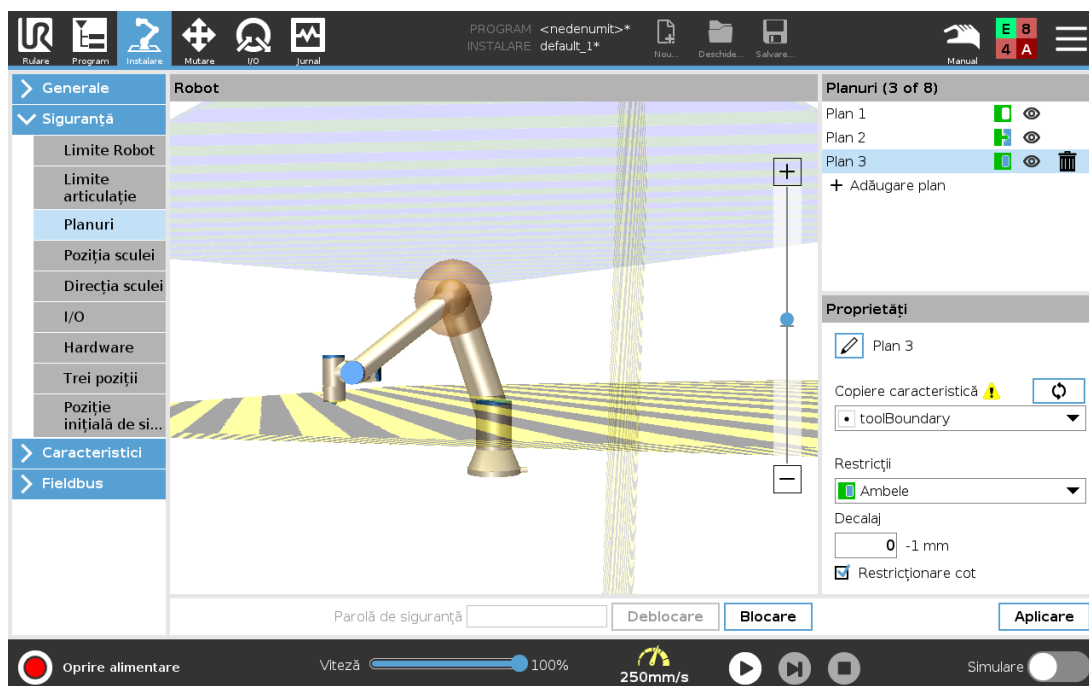 PROGRAM <nedenumit>*
INSTALARE default_1*
Rulare
Program
Instalare
Mutare
I/O
Jurnal
Nou...
Deschide...
Salvare...
Manual
E 8
4 A
Generale
Siguranță
Limite Robot
Limite
articulație
Planuri
Poziția sculei
Direcția sculei
I/O
Hardware
Trei poziții
Poziție
inițială de si...
Caracteristici
Fieldbus
Robot
Planuri (3 of 8)
Plan 1
Plan 2
Plan 3
+ Adăugare plan
Proprietăți
Plan 3
Copiere caracteristică
toolBoundary
Restricții
Ambele
Decalaj
0 -1 mm
Restricționare cot
Parolă de siguranță
Deblocare
Blocare
Aplicare
Oprire alimentare
Viteză
100%
250mm/s
Simulare